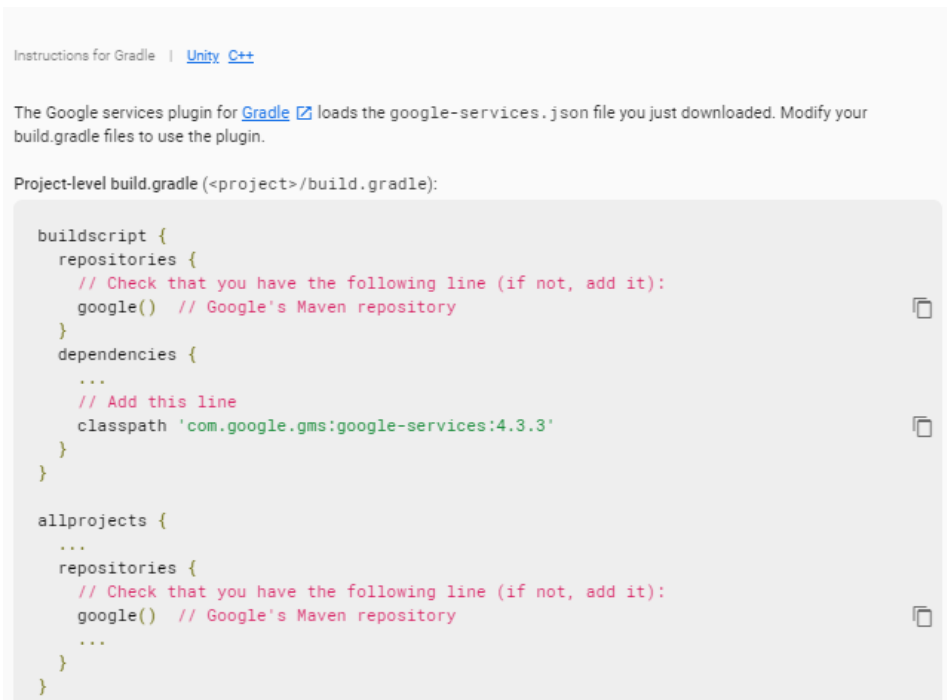 Instructions for Gradle | Unity C++
The Google services plugin for Gradle loads the google-services.json file you just downloaded. Modify your
build.gradle files to use the plugin.
Project-level build.gradle (<project>/build.gradle):
buildscript {
  repositories {
    // Check that you have the following line (if not, add it):
    google()  // Google's Maven repository
  }
  dependencies {
    ...
    // Add this line
    classpath 'com.google.gms:google-services:4.3.3'
  }
}
allprojects {
  ...
  repositories {
    // Check that you have the following line (if not, add it):
    google()  // Google's Maven repository
    ...
  }
}